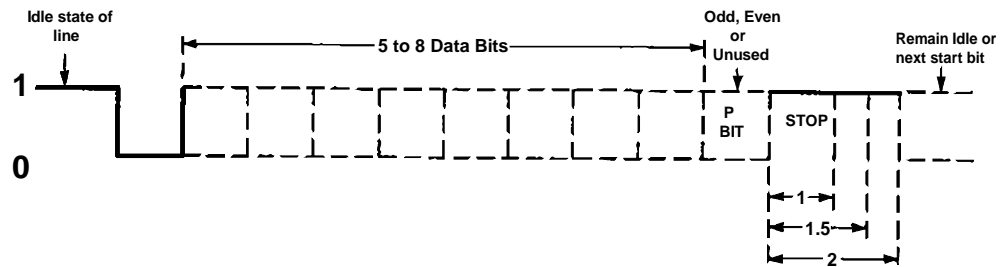 Idle state of
line
5 to 8 Data Bits
Odd, Even
or
Unused
Remain Idle or
next start bit
1
0
P
BIT
STOP
1
1.5
2